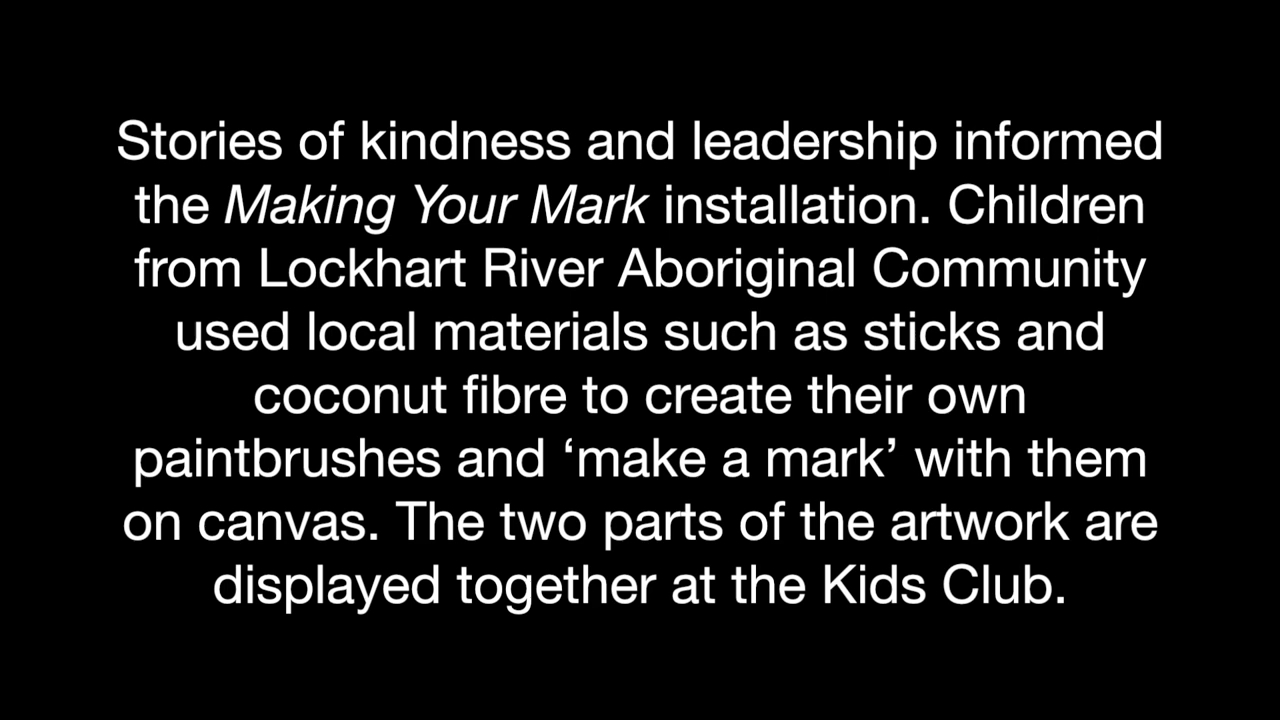 Stories of kindness and leadership informed
the Making Your Mark installation. Children
from Lockhart River Aboriginal Community
used local materials such as sticks and
coconut fibre to create their own
paintbrushes and ‘make a mark’ with them
on canvas. The two parts of the artwork are
displayed together at the Kids Club.